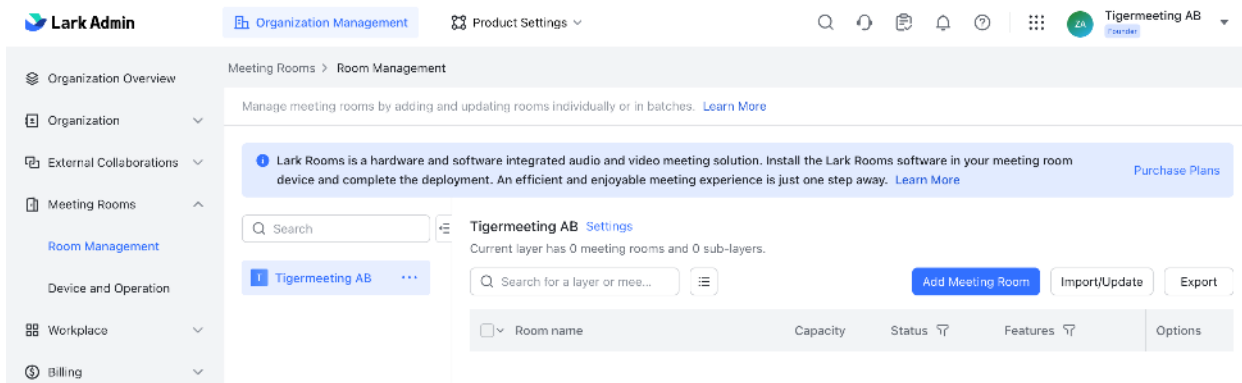 Lark Admin
Organization Management
Product Settings
ZA
Tigermeeting AB
Founder
Organization Overview
Organization
External Collaborations
Meeting Rooms
Room Management
Device and Operation
Workplace
Billing
Meeting Rooms > Room Management
Manage meeting rooms by adding and updating rooms individually or in batches. Learn More
Lark Rooms is a hardware and software integrated audio and video meeting solution. Install the Lark Rooms software in your meeting room
device and complete the deployment. An efficient and enjoyable meeting experience is just one step away. Learn More
Purchase Plans
Search
T Tigermeeting AB ...
Tigermeeting AB Settings
Current layer has 0 meeting rooms and 0 sub-layers.
Search for a layer or mee...
Add Meeting Room
Import/Update
Export
Room name Capacity Status Features Options